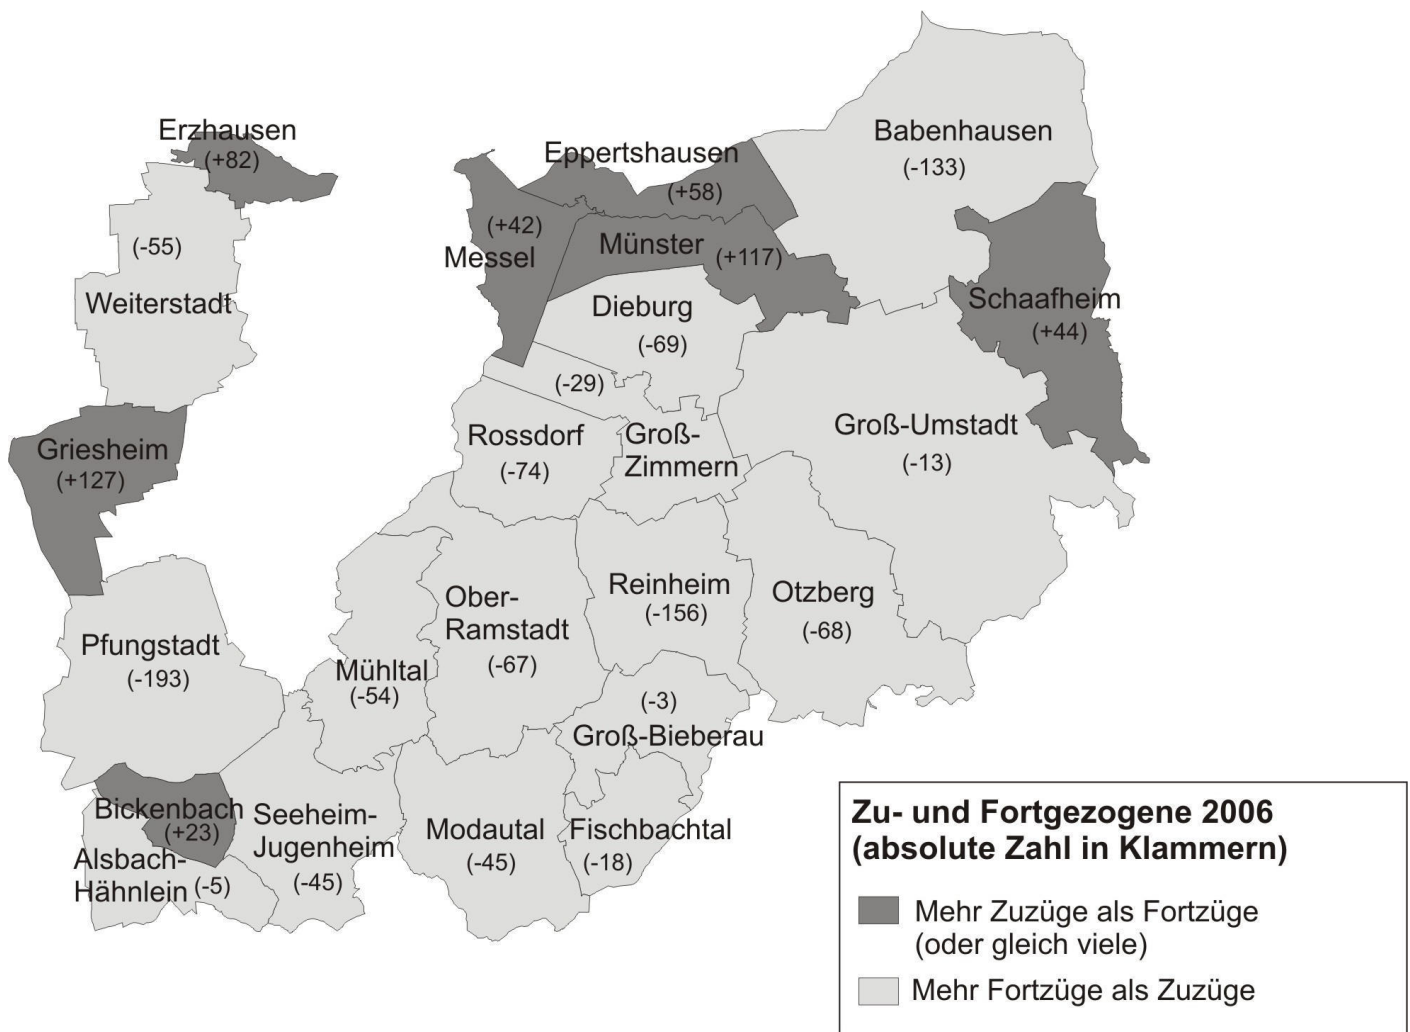 Erzhausen
(+82)
Eppertshausen
(+58)
Babenhausen
(-133)
(+42)
Messel
Münster
(+117)
(-55)
Weiterstadt
Dieburg
(-69)
Schaafheim
(+44)
(-29)
Groß-
Zimmern
Rossdorf
(-74)
Groß-Umstadt
(-13)
Griesheim
(+127)
Ober-
Ramstadt
(-67)
Reinheim
(-156)
Otzberg
(-68)
Pfungstadt
(-193)
Mühltal
(-54)
(-3)
Groß-Bieberau
Bickenbach
(+23)
Alsbach-
Hähnlein
(-5)
Seeheim-
Jugenheim
(-45)
Modautal
(-45)
Fischbachtal
(-18)
Zu- und Fortgezogene 2006
(absolute Zahl in Klammern)
Mehr Zuzüge als Fortzüge
(oder gleich viele)
Mehr Fortzüge als Zuzüge